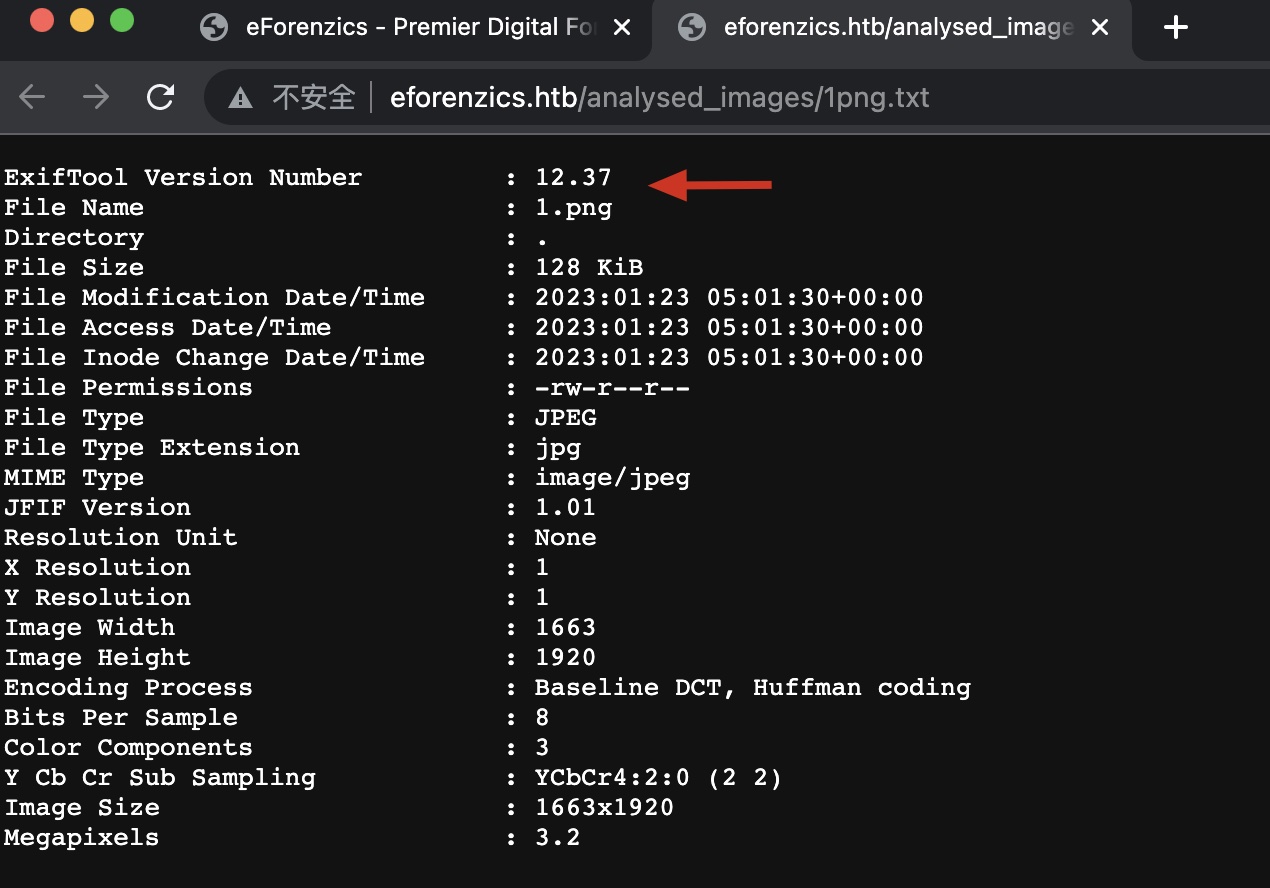 eForenzics - Premier Digital Fo
eforenzics.htb/analysed_image
不安全
eforenzics.htb/analysed_images/1png.txt
ExifTool Version Number : 12.37
File Name : 1.png
Directory : .
File Size : 128 KiB
File Modification Date/Time : 2023:01:23 05:01:30+00:00
File Access Date/Time : 2023:01:23 05:01:30+00:00
File Inode Change Date/Time : 2023:01:23 05:01:30+00:00
File Permissions : -rw-r--r--
File Type : JPEG
File Type Extension : jpg
MIME Type : image/jpeg
JFIF Version : 1.01
Resolution Unit : None
X Resolution : 1
Y Resolution : 1
Image Width : 1663
Image Height : 1920
Encoding Process : Baseline DCT, Huffman coding
Bits Per Sample : 8
Color Components : 3
Y Cb Cr Sub Sampling : YCbCr4:2:0 (2 2)
Image Size : 1663x1920
Megapixels : 3.2